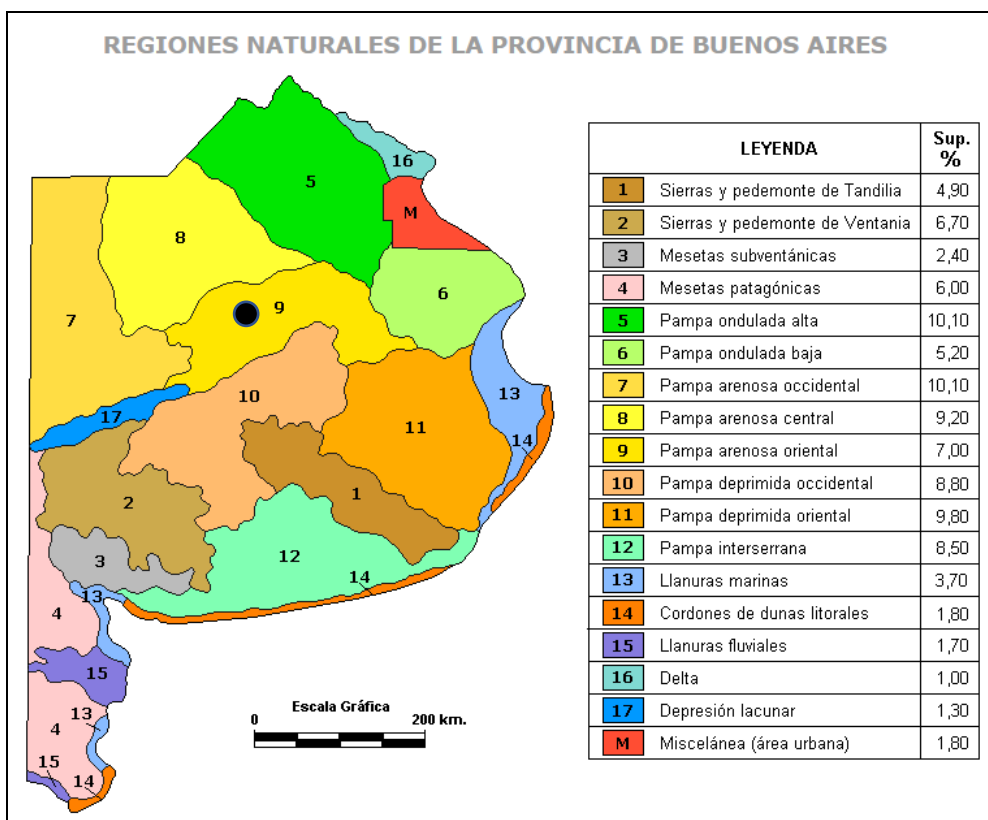 REGIONES NATURALES DE LA PROVINCIA DE BUENOS AIRES
16
5
M
8
6
9
7
13
10
17
14
11
2
1
12
3
14
13
4
15
13
4
15
14
Escala Gráfica
0 200 km.
LEYENDA Sup. %
1 Sierras y pedemonte de Tandilia 4,90
2 Sierras y pedemonte de Ventania 6,70
3 Mesetas subventánicas 2,40
4 Mesetas patagónicas 6,00
5 Pampa ondulada alta 10,10
6 Pampa ondulada baja 5,20
7 Pampa arenosa occidental 10,10
8 Pampa arenosa central 9,20
9 Pampa arenosa oriental 7,00
10 Pampa deprimida occidental 8,80
11 Pampa deprimida oriental 9,80
12 Pampa interserrana 8,50
13 Llanuras marinas 3,70
14 Cordones de dunas litorales 1,80
15 Llanuras fluviales 1,70
16 Delta 1,00
17 Depresión lacunar 1,30
M Miscelánea (área urbana) 1,80